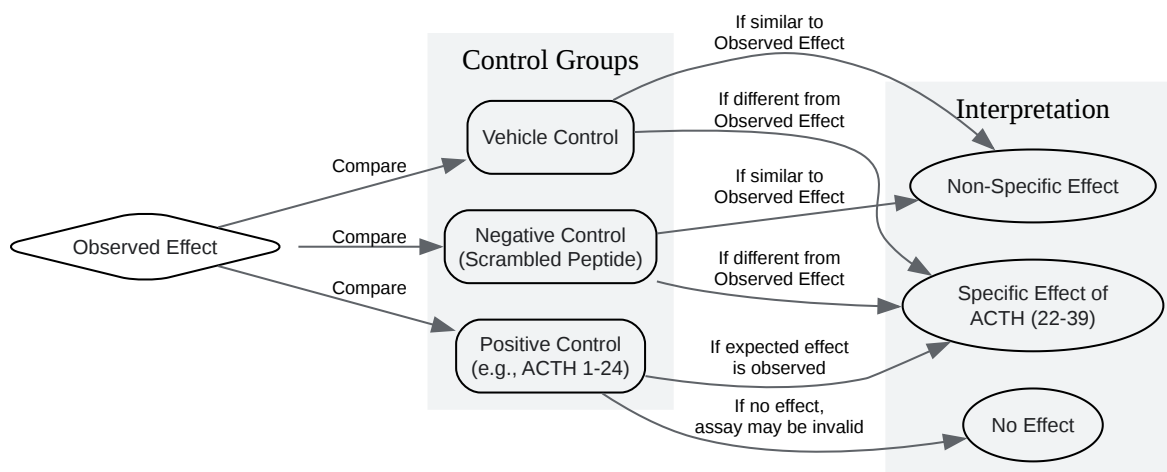 If similar to
Observed Effect
Control Groups
If different from
Observed Effect
Interpretation
Vehicle Control
Compare
If similar to
Observed Effect
Non-Specific Effect
Observed Effect
Compare
Negative Control
(Scrambled Peptide)
If different from
Observed Effect
Compare
Specific Effect of
ACTH (22-39)
Positive Control
(e.g., ACTH 1-24)
If expected effect
is observed
If no effect,
assay may be invalid
No Effect